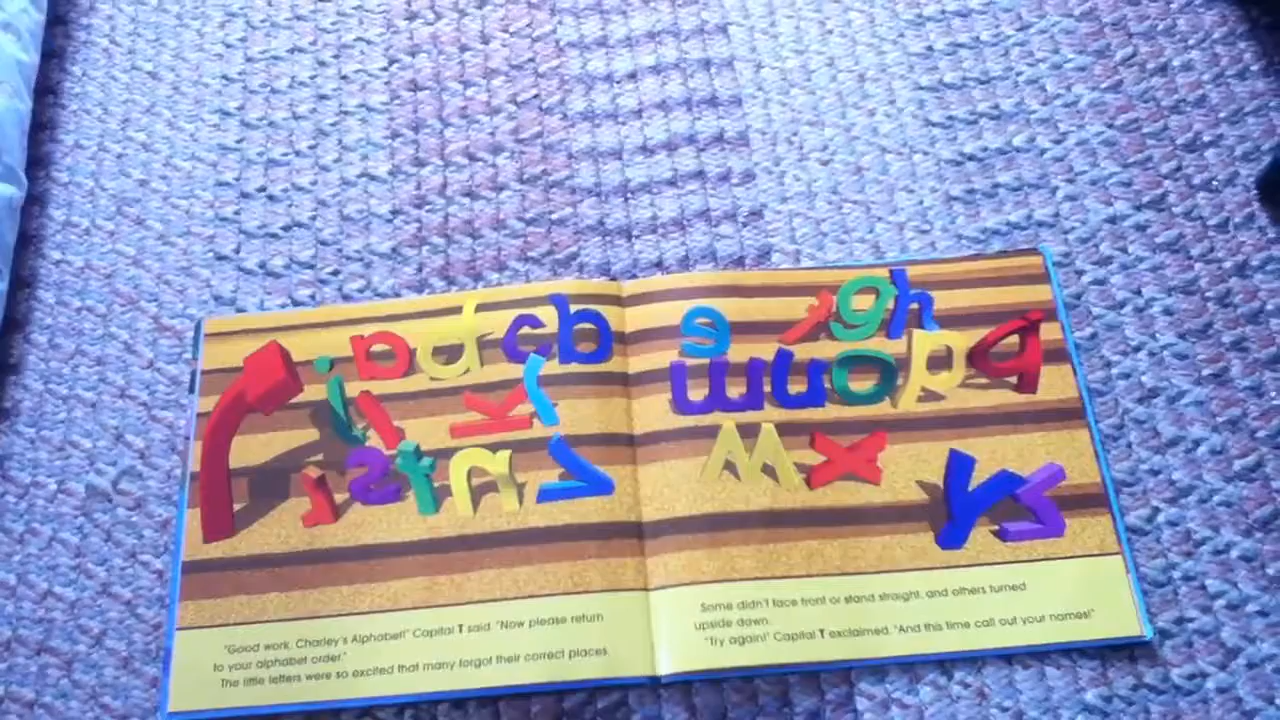 "Good work, Charley's Alphabet!" Capital T said. "Now please return
to your alphabet order."
The little letters were so excited that many forgot their correct places.
Some didn't face front or stand straight, and others turned
upside down.
"Try again!" Capital T exclaimed. "And this time call out your names!"